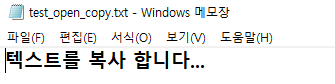 test_open_copy.txt - Windows 메모장
파일(F) 편집(E) 서식(O) 보기(V) 도움말(H)
텍스트를 복사 합니다...